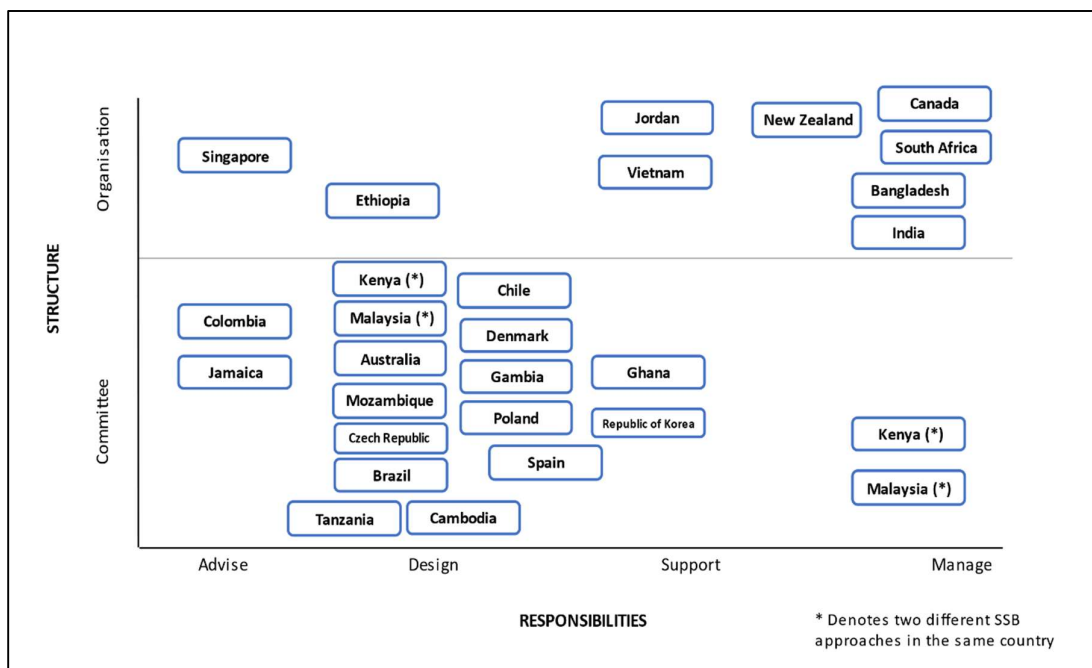 Organisation
Committee
STRUCTURE
Canada
Jordan
New Zealand
South Africa
Singapore
Vietnam
Bangladesh
Ethiopia
India
Kenya (*)
Chile
Colombia
Malaysia (*)
Denmark
Australia
Jamaica
Gambia
Ghana
Mozambique
Poland
Republic of Korea
Czech Republic
Kenya (*)
Spain
Brazil
Malaysia (*)
Tanzania
Cambodia
Advise
Design
Support
Manage
RESPONSIBILITIES
* Denotes two different SSB
approaches in the same country